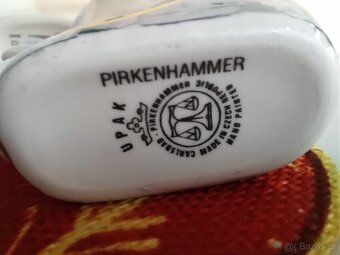 PIRKENHAMMER
UPAK
PIRKENHAMMER
CARLSBAD
MADE IN CZECH REPUBLIC
HAND PAINTED